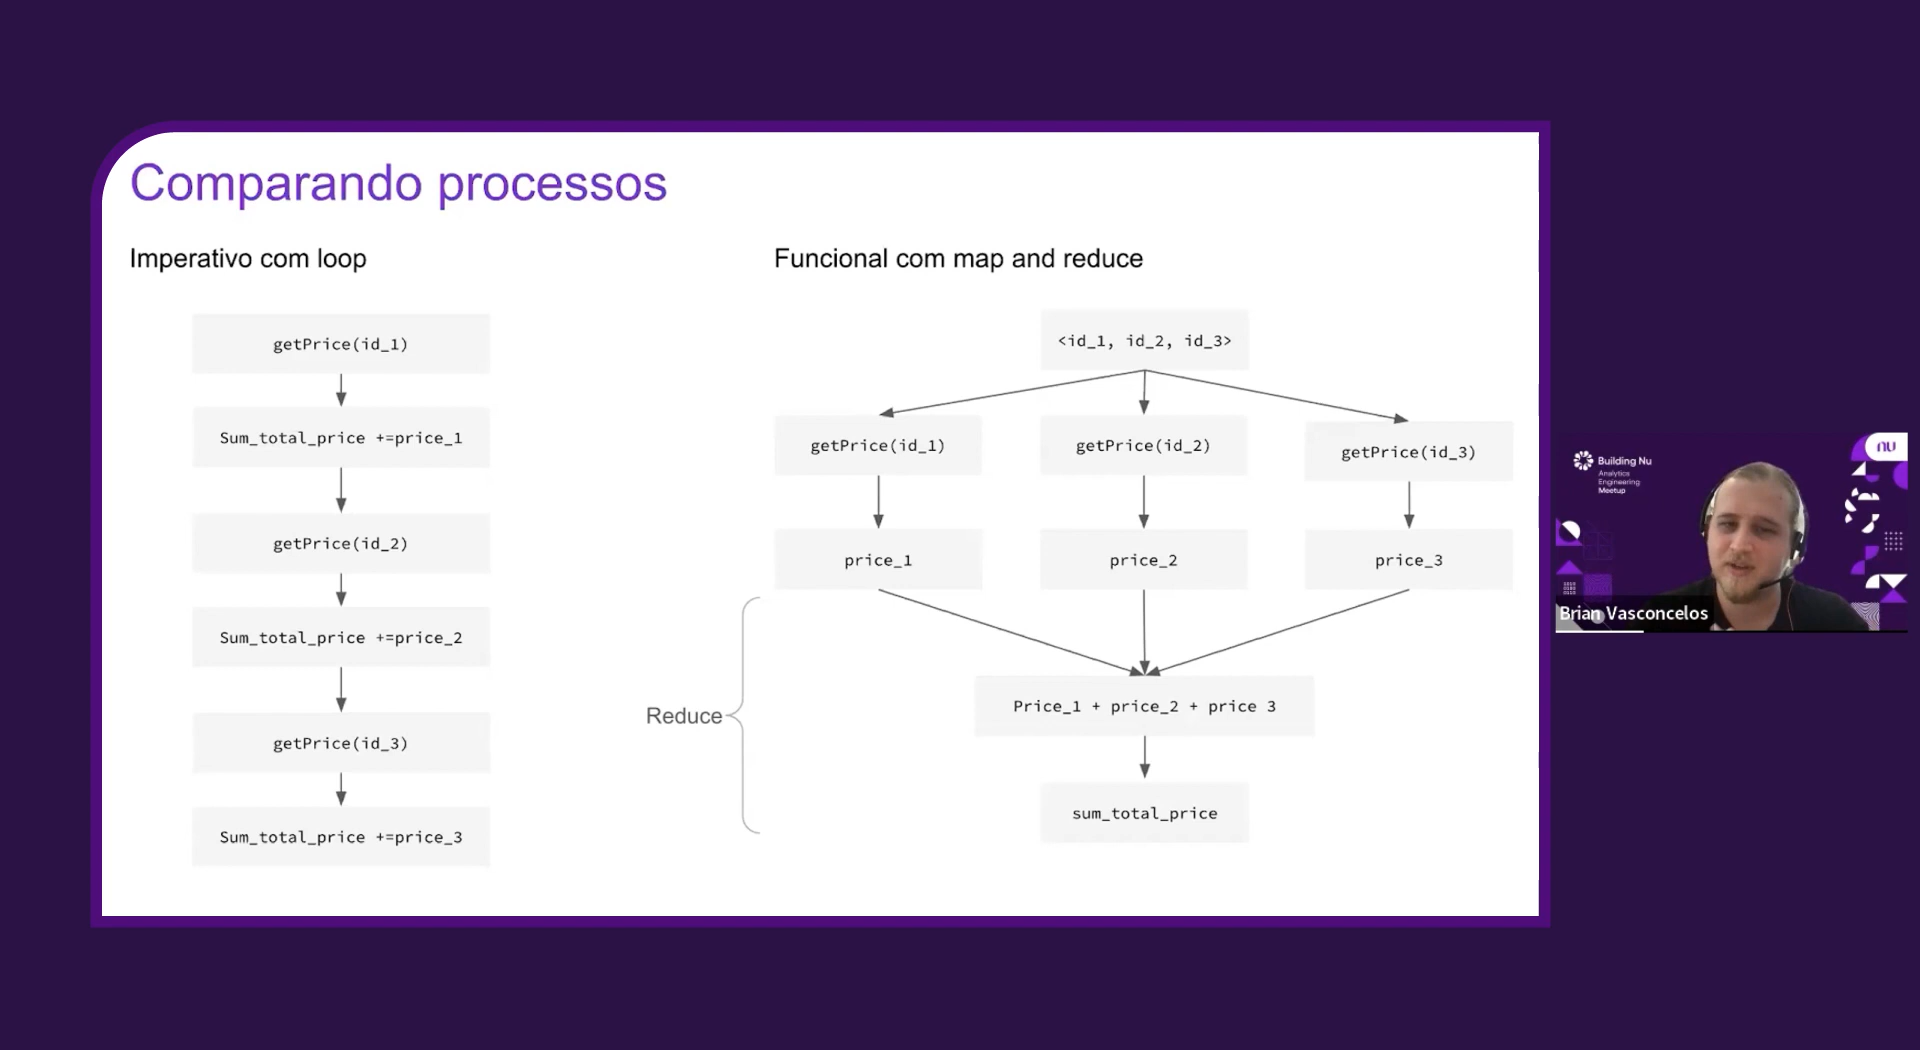 Comparando processos
Imperativo com loop
getPrice(id_1)
Sum_total_price +=price_1
getPrice(id_2)
Sum_total_price +=price_2
getPrice(id_3)
Sum_total_price +=price_3
Funcional com map and reduce
<id_1, id_2, id_3>
getPrice(id_1)
getPrice(id_2)
getPrice(id_3)
price_1
price_2
price_3
Reduce
Price_1 + price_2 + price 3
sum_total_price
Building Nu
Analytics
Engineering
Meetup
nu
Brian Vasconcelos